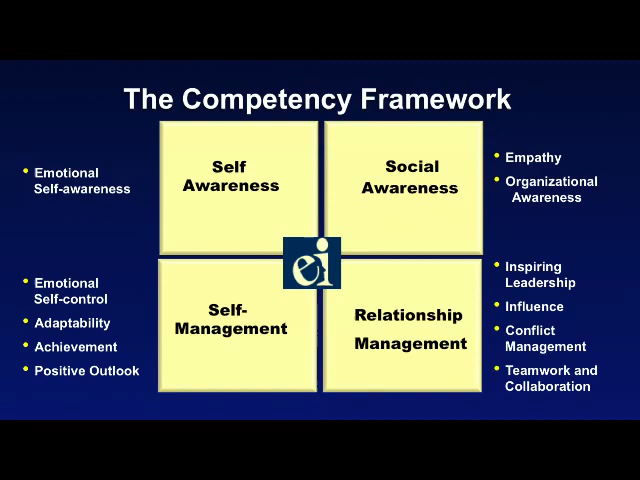 The Competency Framework
• Emotional
Self-awareness
Self
Awareness
Social
Awareness
• Empathy
• Organizational
Awareness
ei
• Emotional
Self-control
• Adaptability
• Achievement
• Positive Outlook
Self-
Management
Relationship
Management
• Inspiring
Leadership
• Influence
• Conflict
Management
• Teamwork and
Collaboration